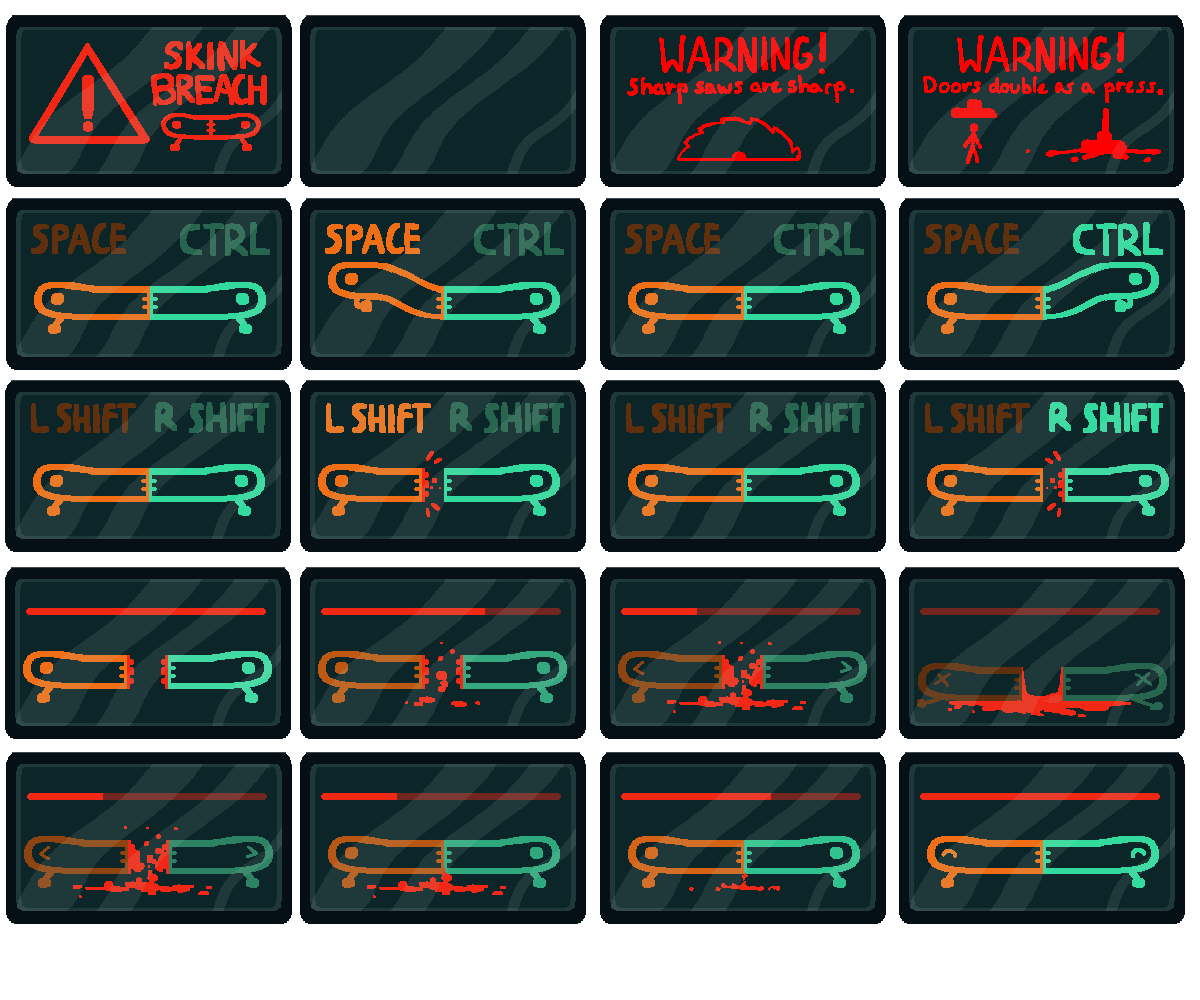 SKINK
BREACH
WARNING!
Sharp saws are sharp.
WARNING!
Doors double as a press.
SPACE CTRL
SPACE CTRL
SPACE CTRL
SPACE CTRL
L SHIFT R SHIFT
L SHIFT R SHIFT
L SHIFT R SHIFT
L SHIFT R SHIFT